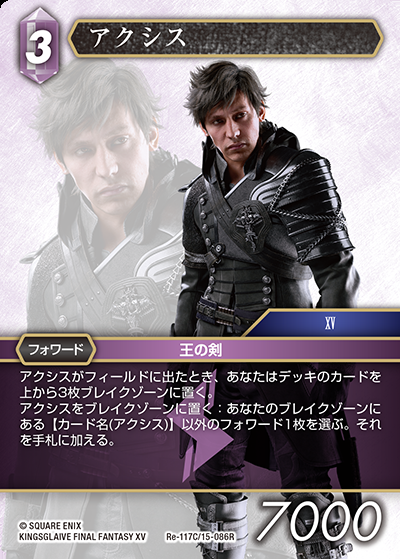 3
アクシス
XV
フォワード
王の剣
アクシスがフィールドに出たとき、あなたはデッキのカードを
上から3枚ブレイクゾーンに置く。
アクシスをブレイクゾーンに置く：あなたのブレイクゾーンに
ある【カード名(アクシス)】以外のフォワード1枚を選ぶ。それ
を手札に加える。
© SQUARE ENIX
KINGSGLAIVE FINAL FANTASY XV
Re-117C/15-086R
7000